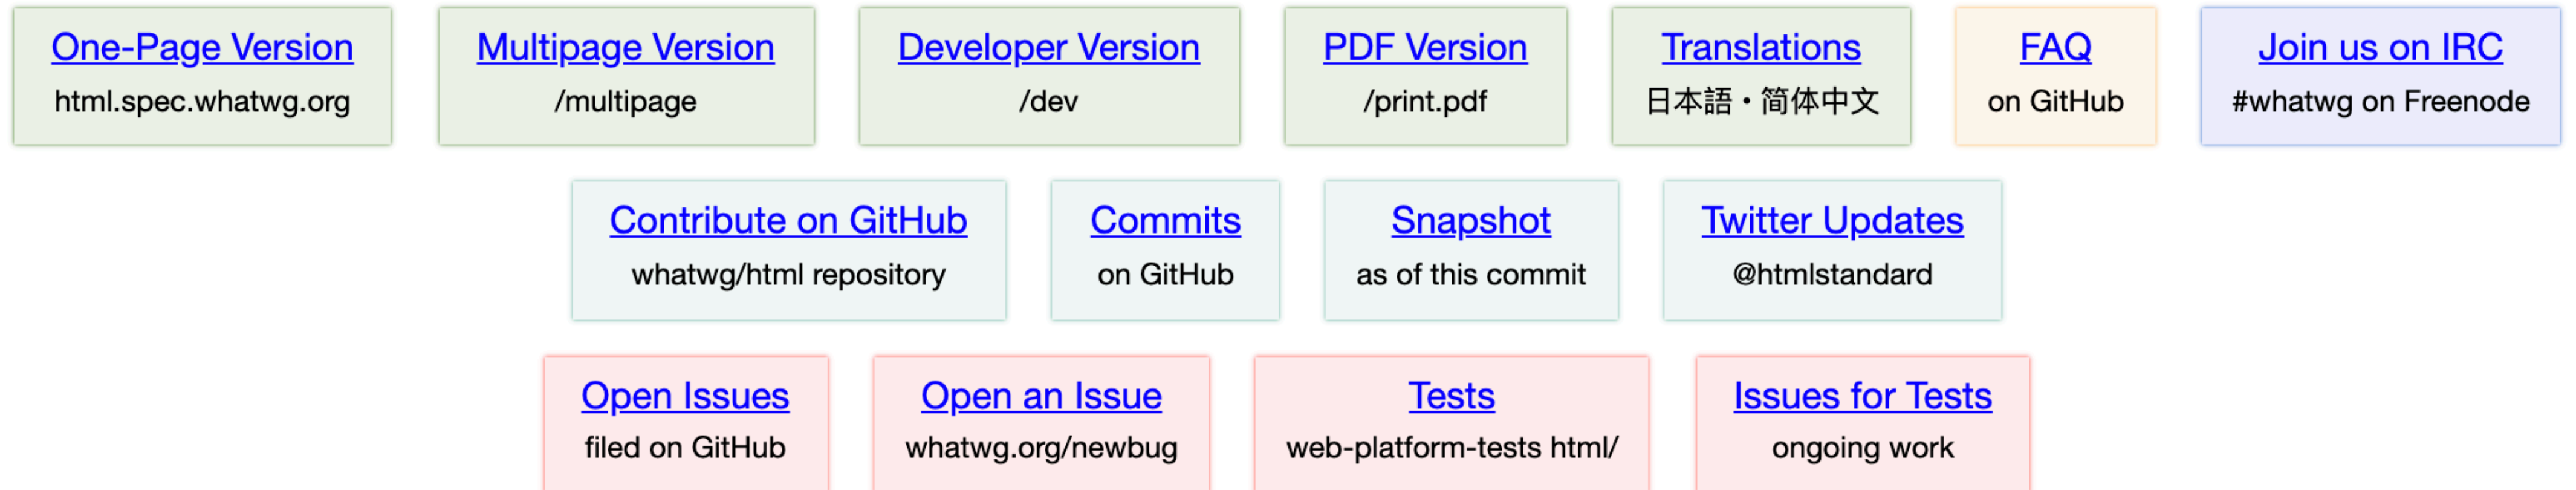 One-Page Version
html.spec.whatwg.org
Multipage Version
/multipage
Developer Version
/dev
PDF Version
/print.pdf
Translations
日本語 • 简体中文
FAQ
on GitHub
Join us on IRC
#whatwg on Freenode
Contribute on GitHub
whatwg/html repository
Commits
on GitHub
Snapshot
as of this commit
Twitter Updates
@htmlstandard
Open Issues
filed on GitHub
Open an Issue
whatwg.org/newbug
Tests
web-platform-tests html/
Issues for Tests
ongoing work